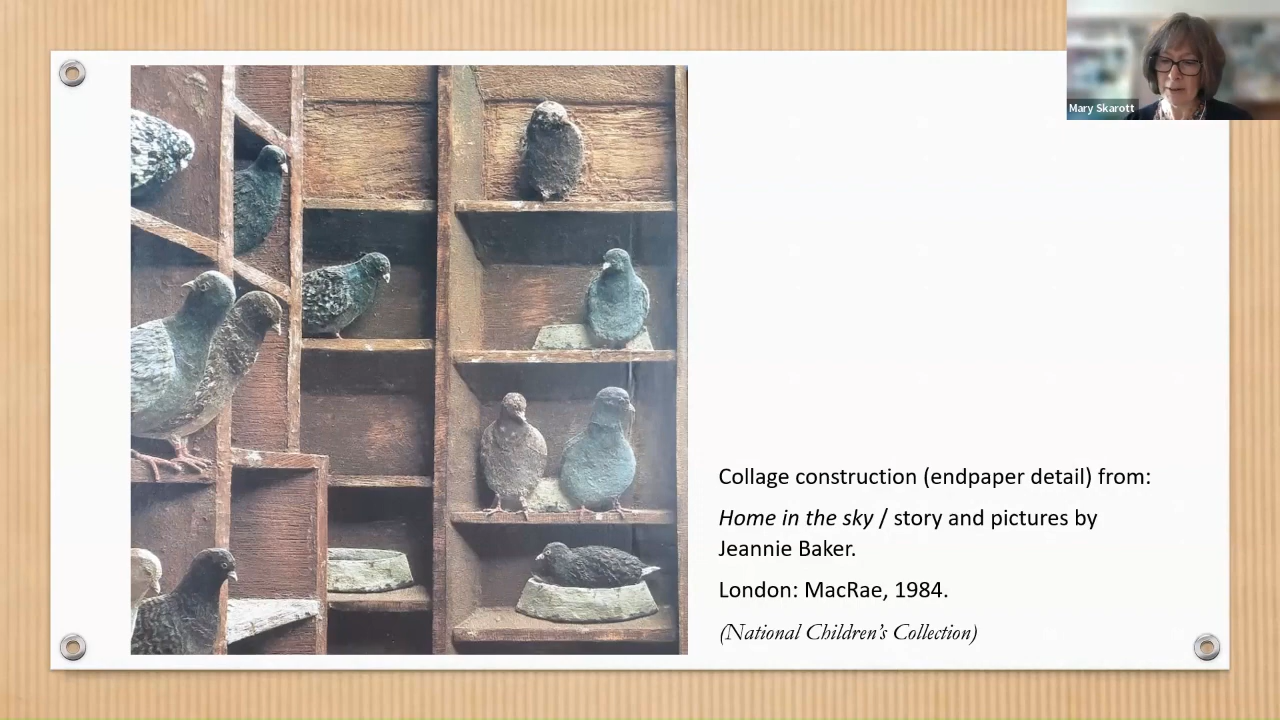 Mary Skarott
Collage construction (endpaper detail) from:
Home in the sky / story and pictures by
Jeannie Baker.
London: MacRae, 1984.
(National Children's Collection)